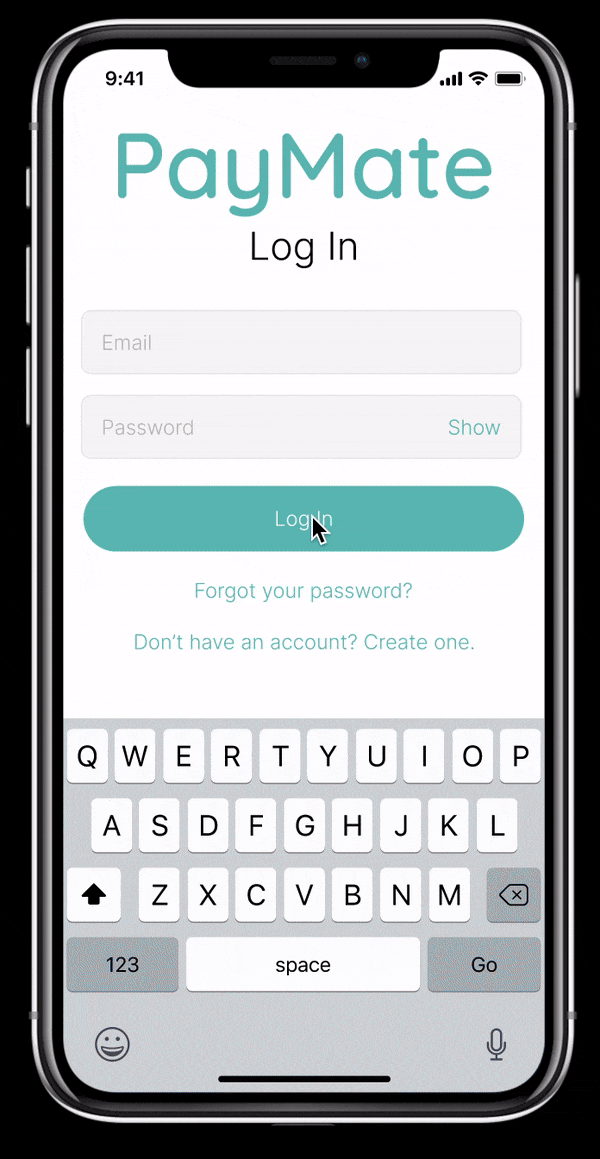 9:41
PayMate
Log In
Email
Password Show
Log In
Forgot your password?
Don’t have an account? Create one.
Q W E R T Y U I O P
A S D F G H J K L
Z X C V B N M
123 space Go